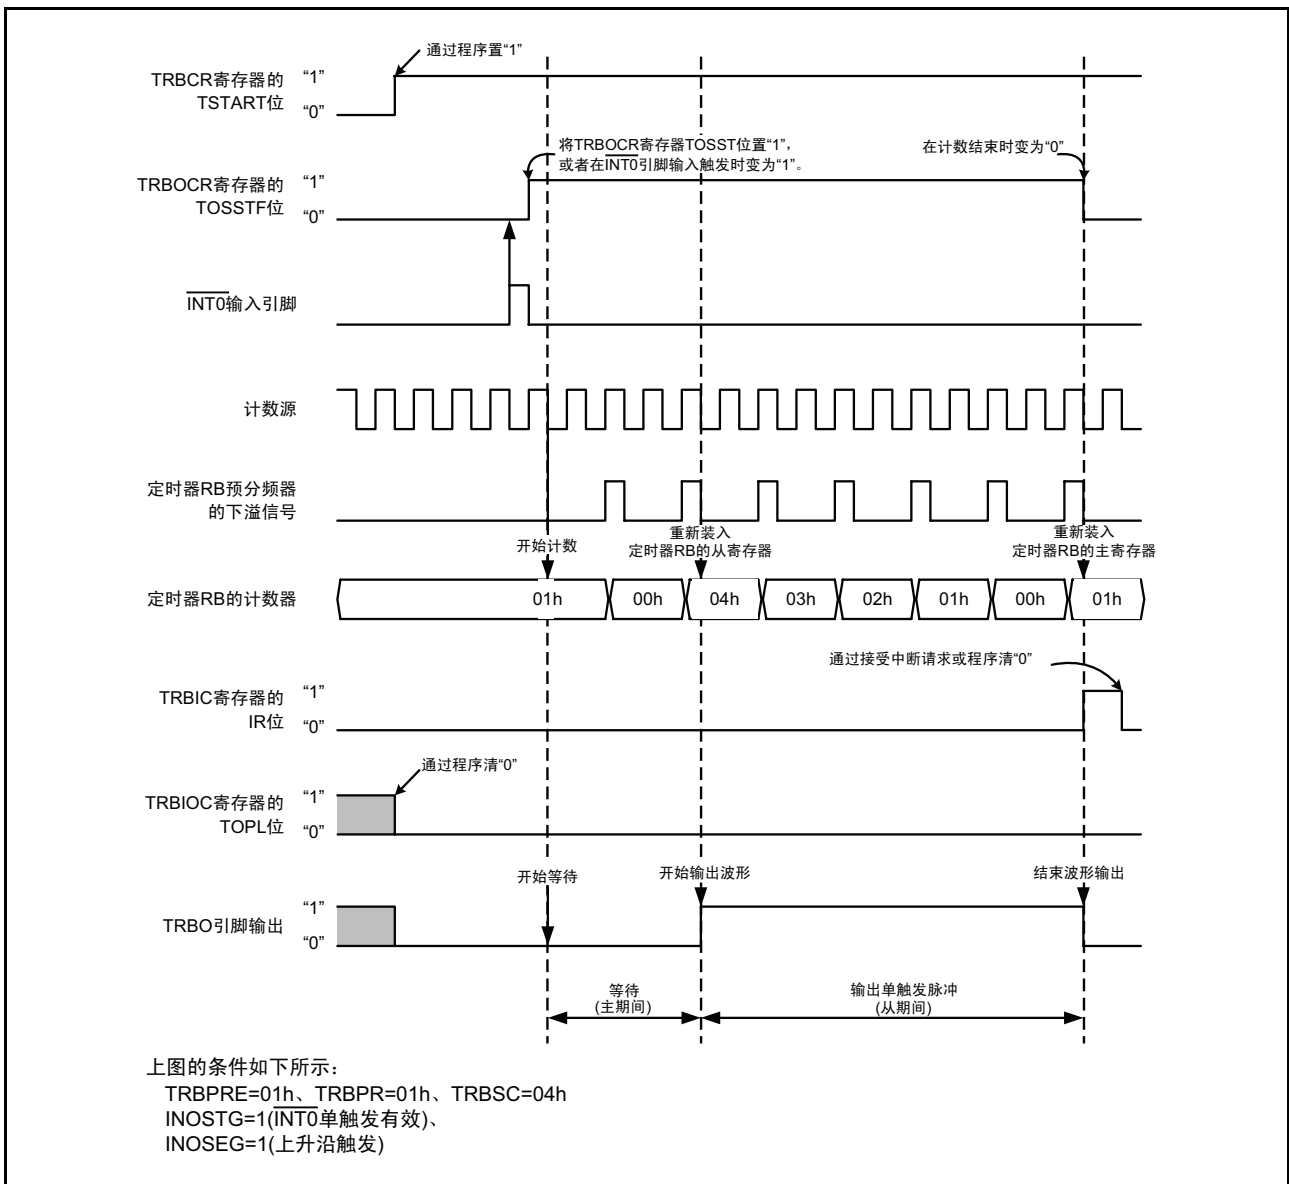 通过程序置“1”
TRBCR寄存器的
TSTART位
“1”
“0”
将TRBOCR寄存器TOSST位置“1”，
或者在INT0引脚输入触发时变为“1”。
在计数结束时变为“0”
TRBOCR寄存器的
TOSSTF位
“1”
“0”
INT0输入引脚
计数源
定时器RB预分频器
的下溢信号
开始计数
重新装入
定时器RB的从寄存器
重新装入
定时器RB的主寄存器
定时器RB的计数器
01h 00h 04h 03h 02h 01h 00h 01h
通过接受中断请求或程序清“0”
TRBIC寄存器的
IR位
“1”
“0”
通过程序清“0”
TRBIOC寄存器的
TOPL位
“1”
“0”
开始等待
开始输出波形
结束波形输出
TRBO引脚输出
“1”
“0”
等待
(主期间)
输出单触发脉冲
(从期间)
上图的条件如下所示：
TRBPRE=01h、TRBPR=01h、TRBSC=04h
INOSTG=1(INT0单触发有效)、
INOSEG=1(上升沿触发)